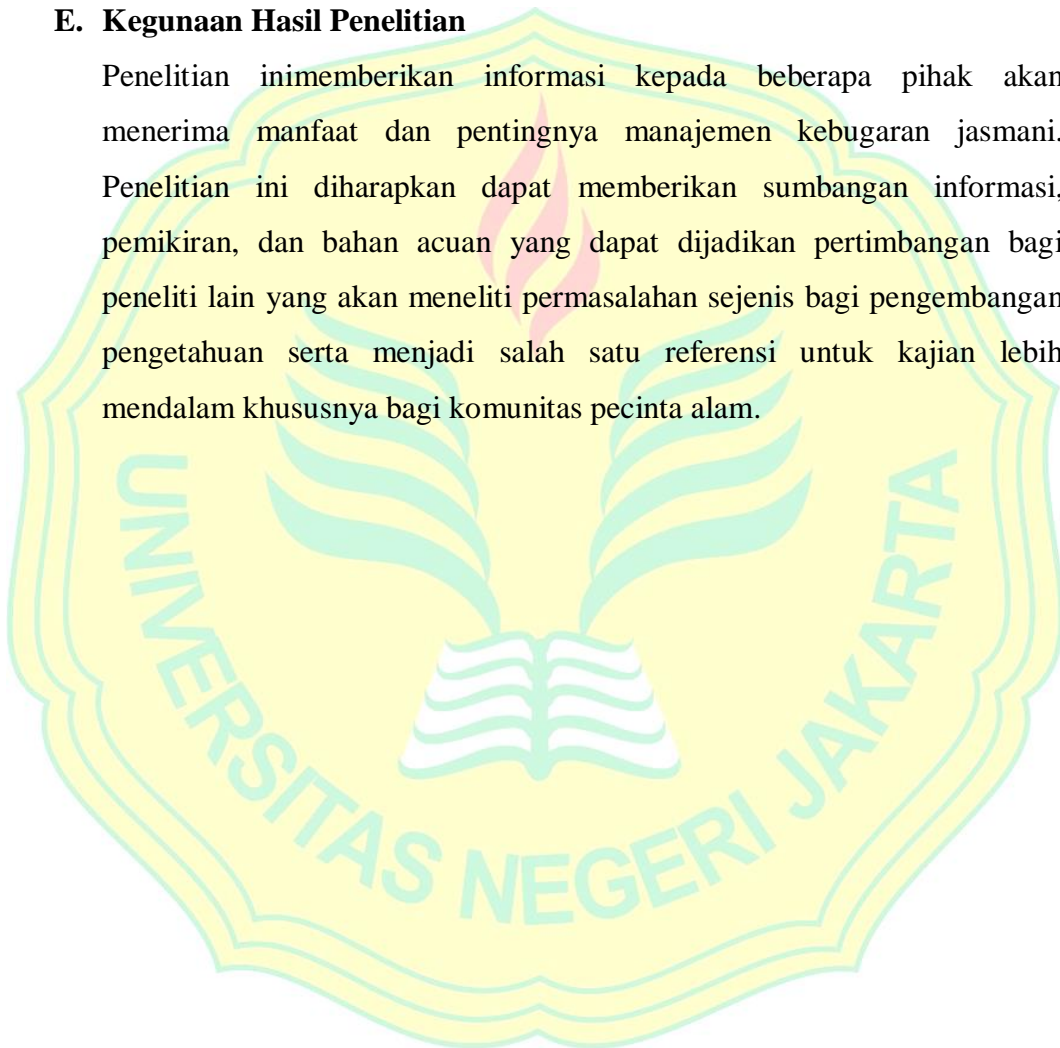 E. Kegunaan Hasil Penelitian
Penelitian inimemberikan informasi kepada beberapa pihak akan
menerima manfaat dan pentingnya manajemen kebugaran jasmani.
Penelitian ini diharapkan dapat memberikan sumbangan informasi,
pemikiran, dan bahan acuan yang dapat dijadikan pertimbangan bagi
peneliti lain yang akan meneliti permasalahan sejenis bagi pengembangan
pengetahuan serta menjadi salah satu referensi untuk kajian lebih
mendalam khususnya bagi komunitas pecinta alam.
UNIVERSITAS NEGERI JAKARTA